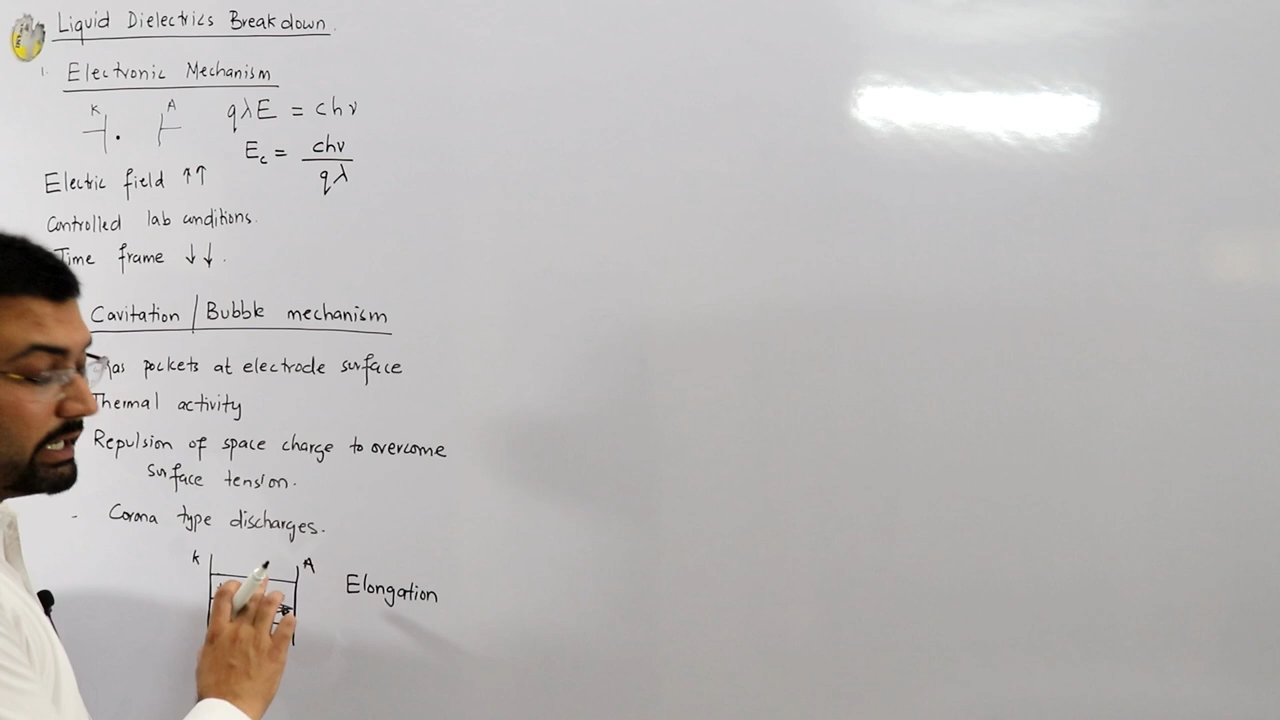 Liquid Dielectrics Breakdown.
1. Electronic Mechanism
K A
qλE = chν
E_c = chν / qλ
Electric field ↑↑
Controlled lab conditions.
Time frame ↓↓.
Cavitation / Bubble mechanism
Gas pockets at electrode surface
Thermal activity
Repulsion of space charge to overcome
surface tension.
- Corona type discharges.
K A
Elongation